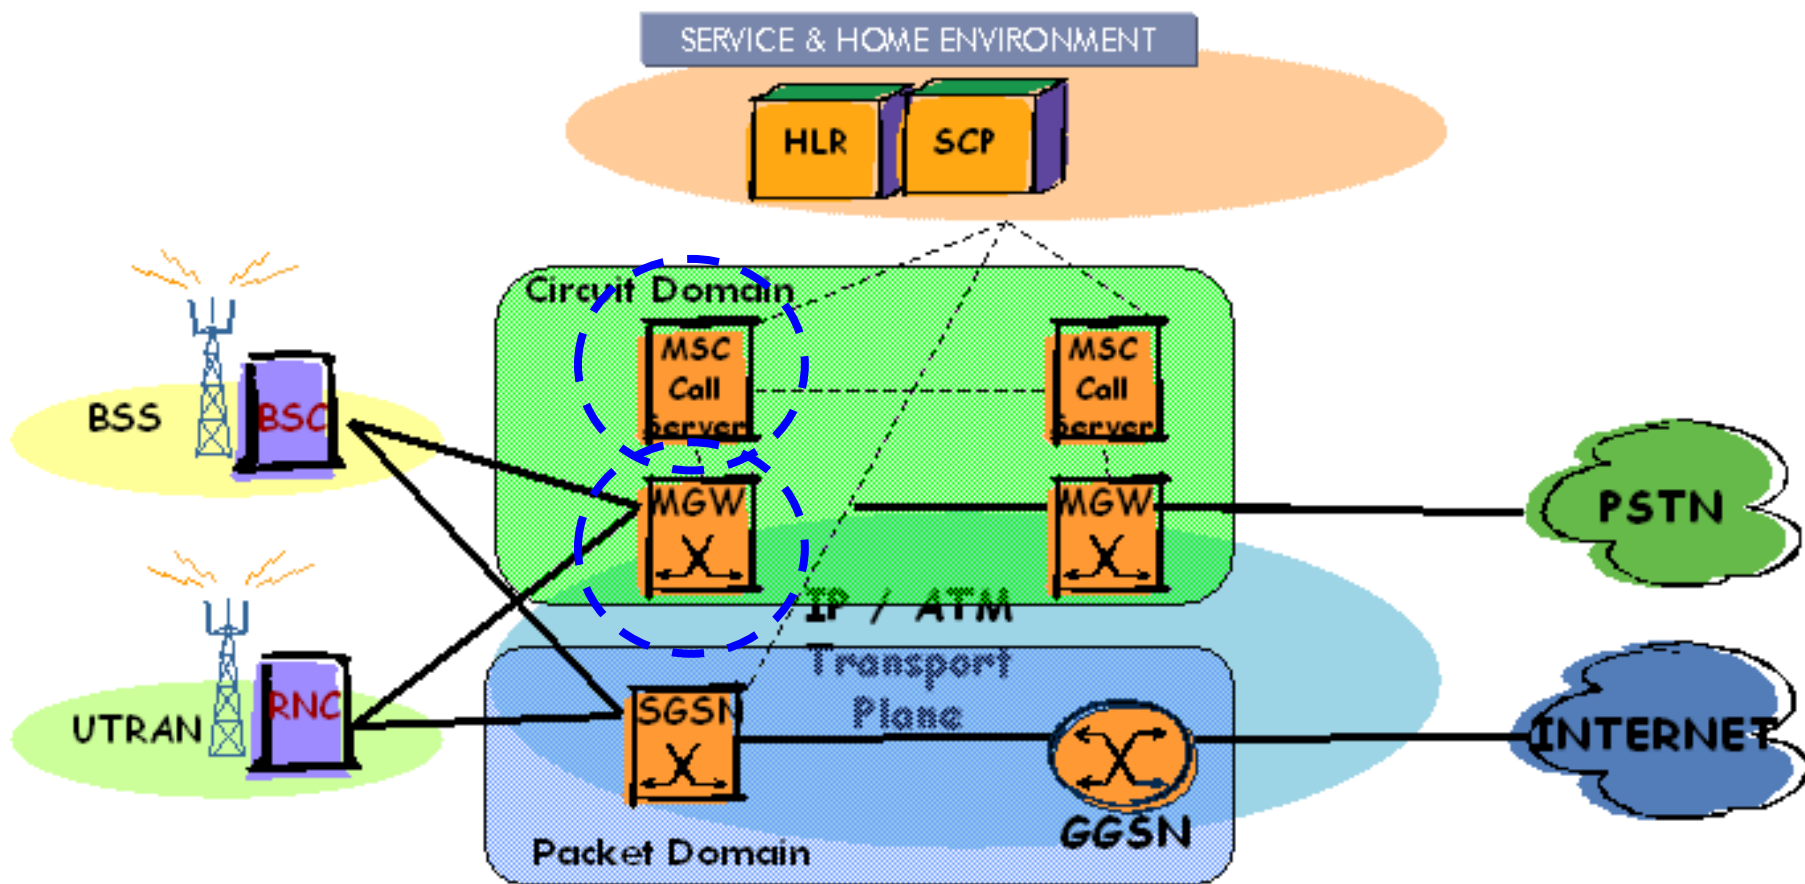 SERVICE & HOME ENVIRONMENT
HLR
SCP
Circuit Domain
MSC
Call
Server
MSC
Call
Server
BSS
BSC
MGW
MGW
PSTN
IP / ATM
Transport
Plane
UTRAN
RNC
SGSN
GGSN
INTERNET
Packet Domain